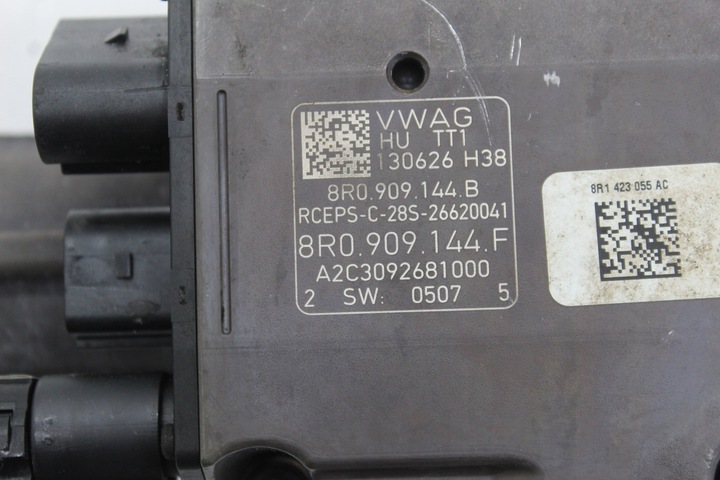 VWAG
HU TT1
130626 H38
8R0.909.144.B
RCEPS-C-28S-26620041
8R0.909.144.F
A2C3092681000
2 SW: 0507 5
8R1 423 055 AC